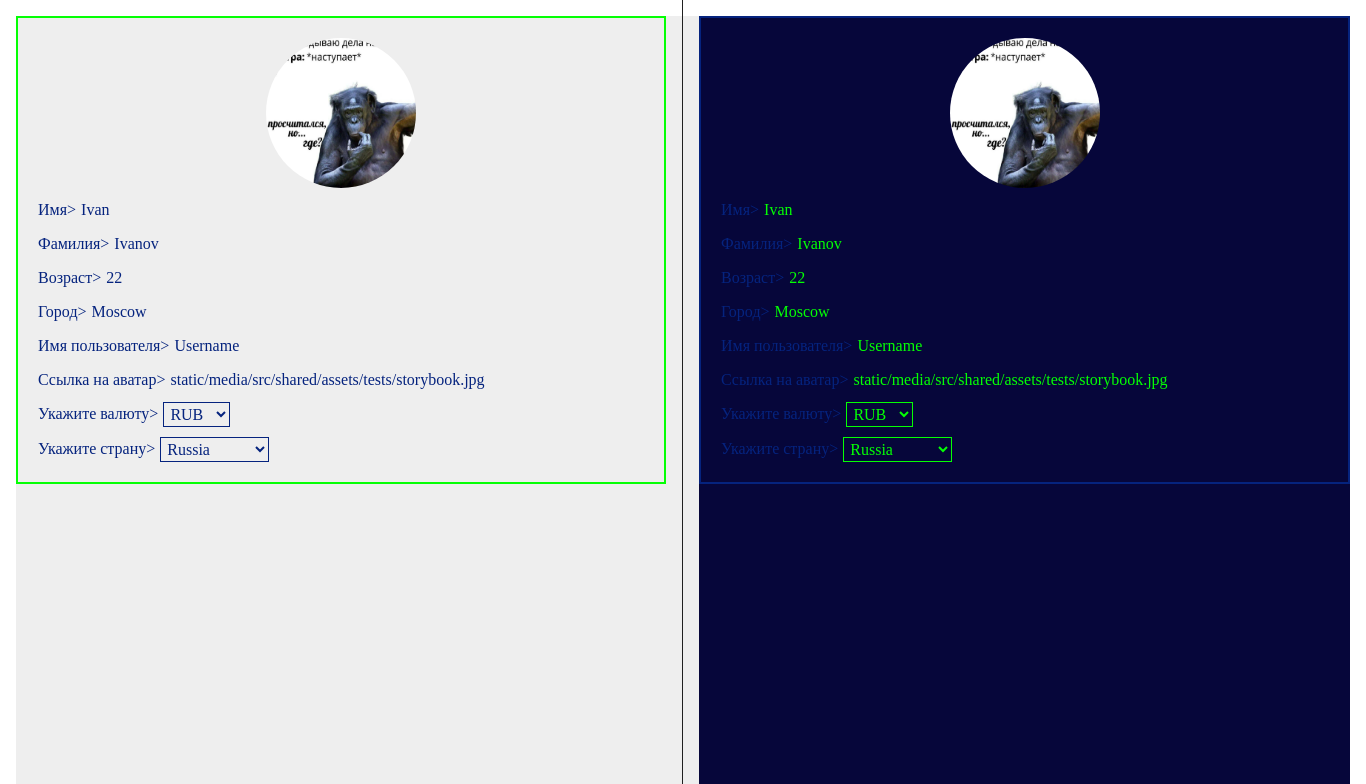 дываю дела на
ра: *наступает*
просчитался,
но...
где?
Имя> Ivan
Фамилия> Ivanov
Возраст> 22
Город> Moscow
Имя пользователя> Username
Ссылка на аватар> static/media/src/shared/assets/tests/storybook.jpg
Укажите валюту> RUB
Укажите страну> Russia
дываю дела н
ра: *наступает*
просчитался,
но...
где?
Имя> Ivan
Фамилия> Ivanov
Возраст> 22
Город> Moscow
Имя пользователя> Username
Ссылка на аватар> static/media/src/shared/assets/tests/storybook.jpg
Укажите валюту> RUB
Укажите страну> Russia